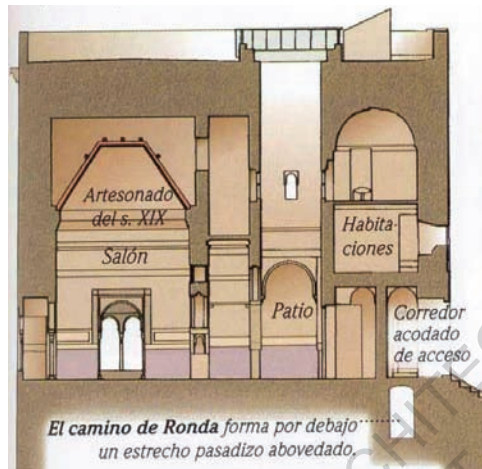 Artesonado
del s. XIX
Salón
Habita-
ciones
Patio
Corredor
acodado
de acceso
El camino de Ronda forma por debajo
un estrecho pasadizo abovedado.